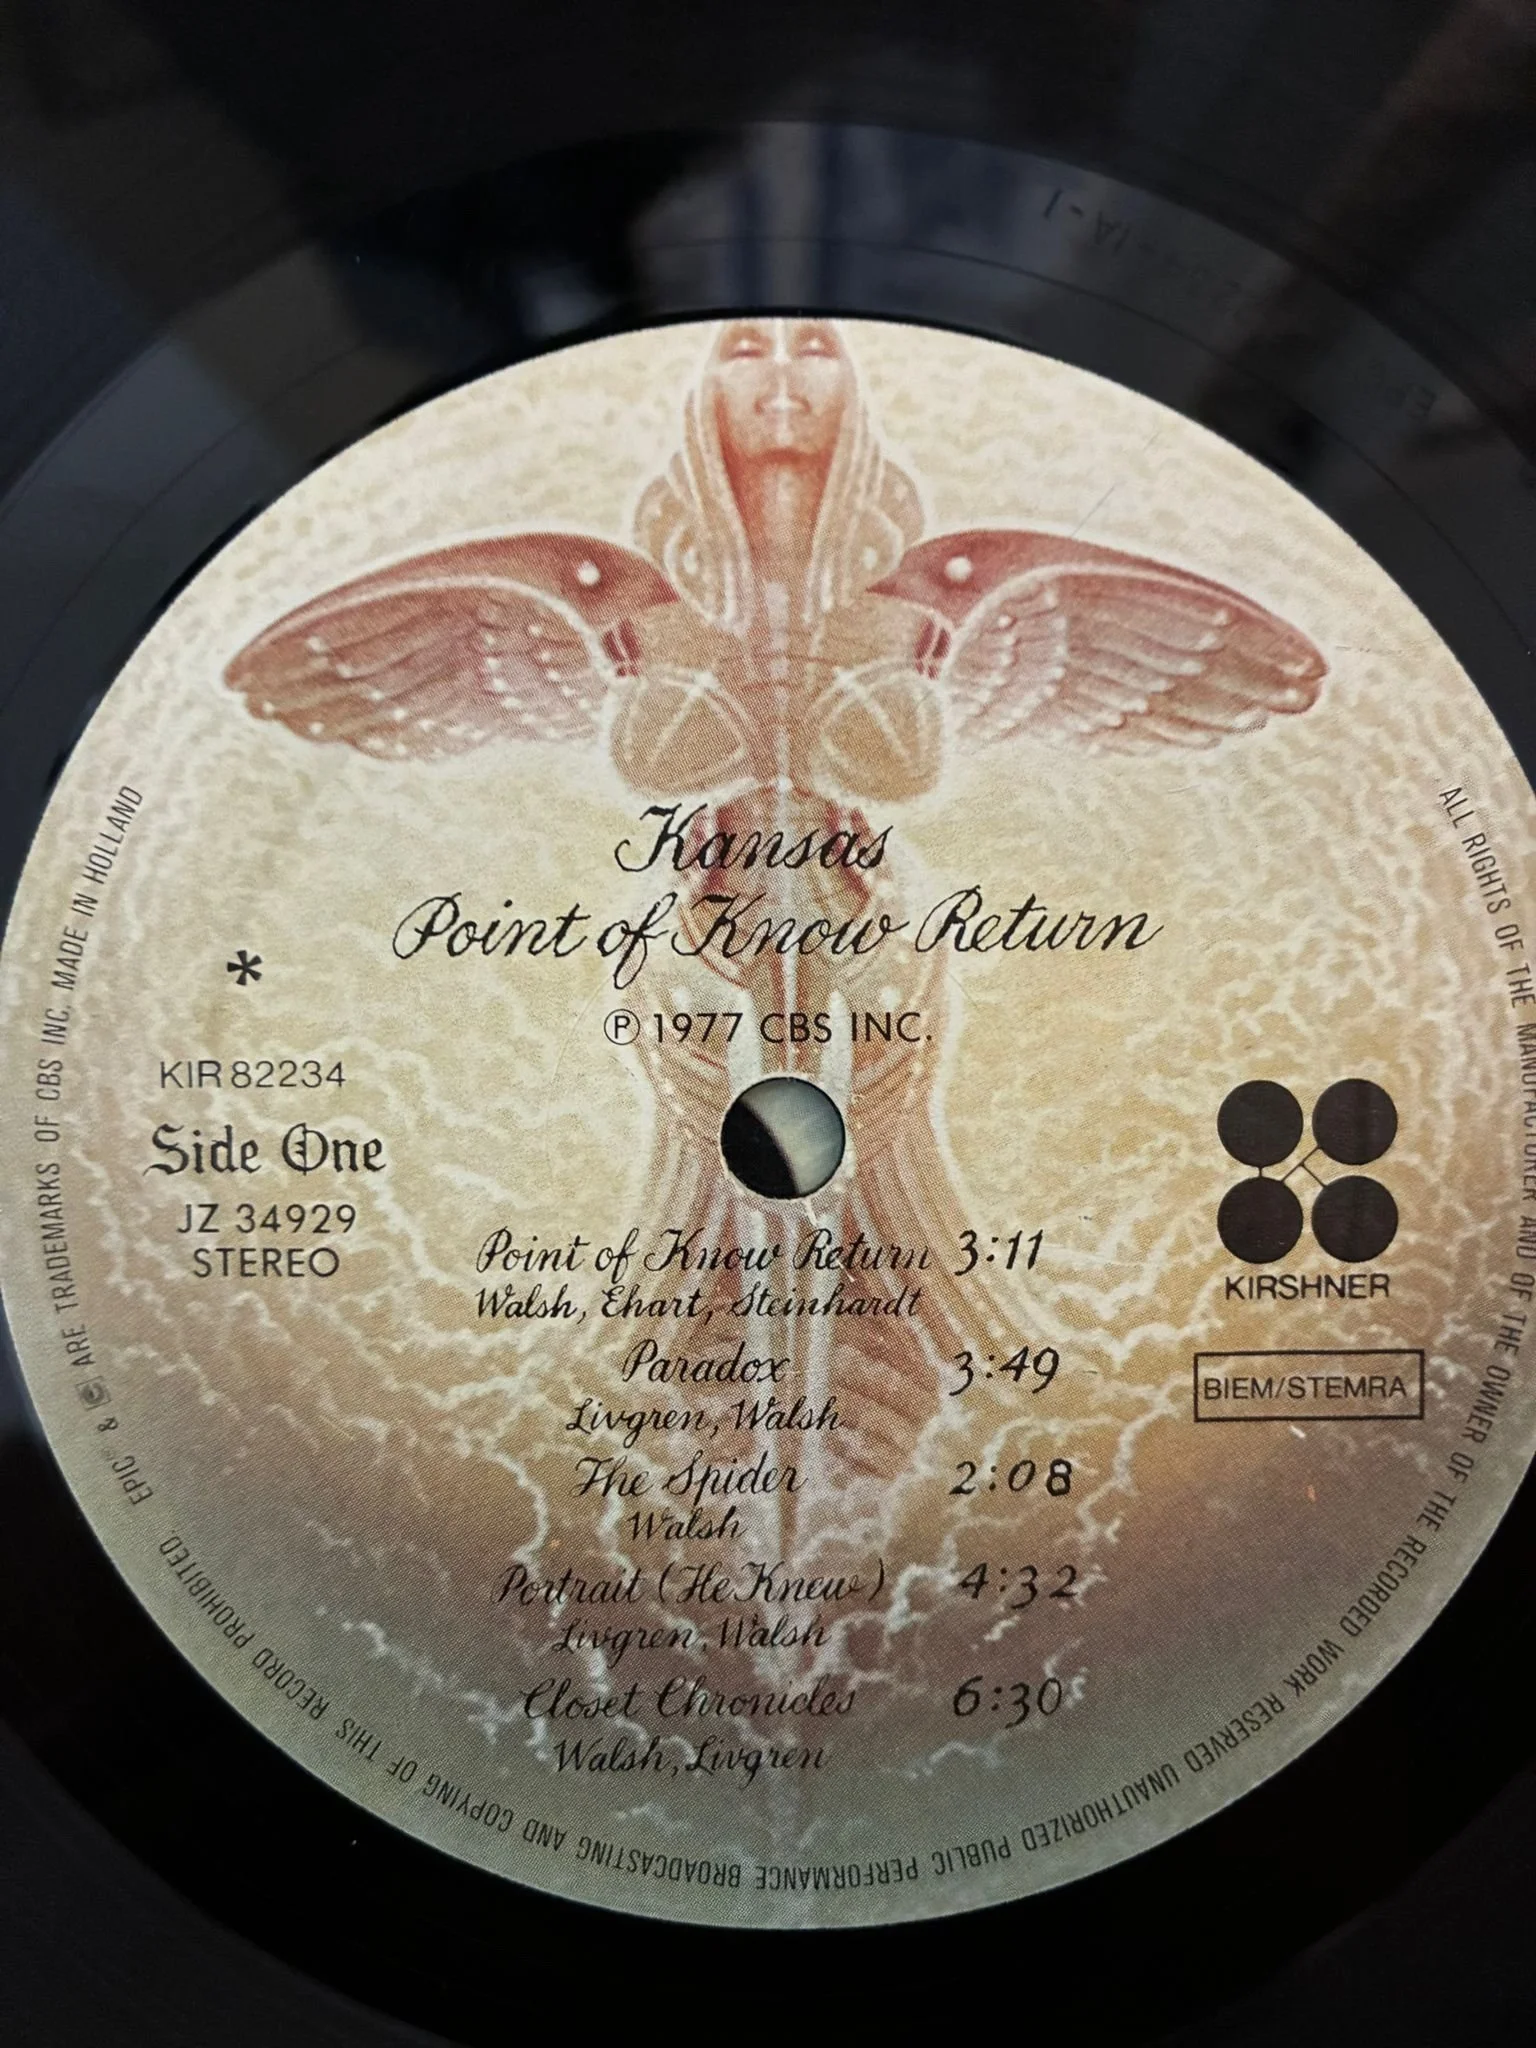 Kansas
Point of Know Return
Ⓟ 1977 CBS INC.
*
KIR 82234
Side One
JZ 34929
STEREO
KIRSHNER
BIEM/STEMRA
Point of Know Return 3:11
Walsh, Ehart, Steinhardt
Paradox 3:49
Livgren, Walsh
The Spider 2:08
Walsh
Portrait (He Knew) 4:32
Livgren, Walsh
Closet Chronicles 6:30
Walsh, Livgren
ALL RIGHTS OF THE MANUFACTURER AND OF THE OWNER OF THE RECORDED WORK RESERVED UNAUTHORIZED PUBLIC PERFORMANCE BROADCASTING AND COPYING OF THIS RECORD PROHIBITED
EPIC & ARE TRADEMARKS OF CBS INC. MADE IN HOLLAND
1A-1